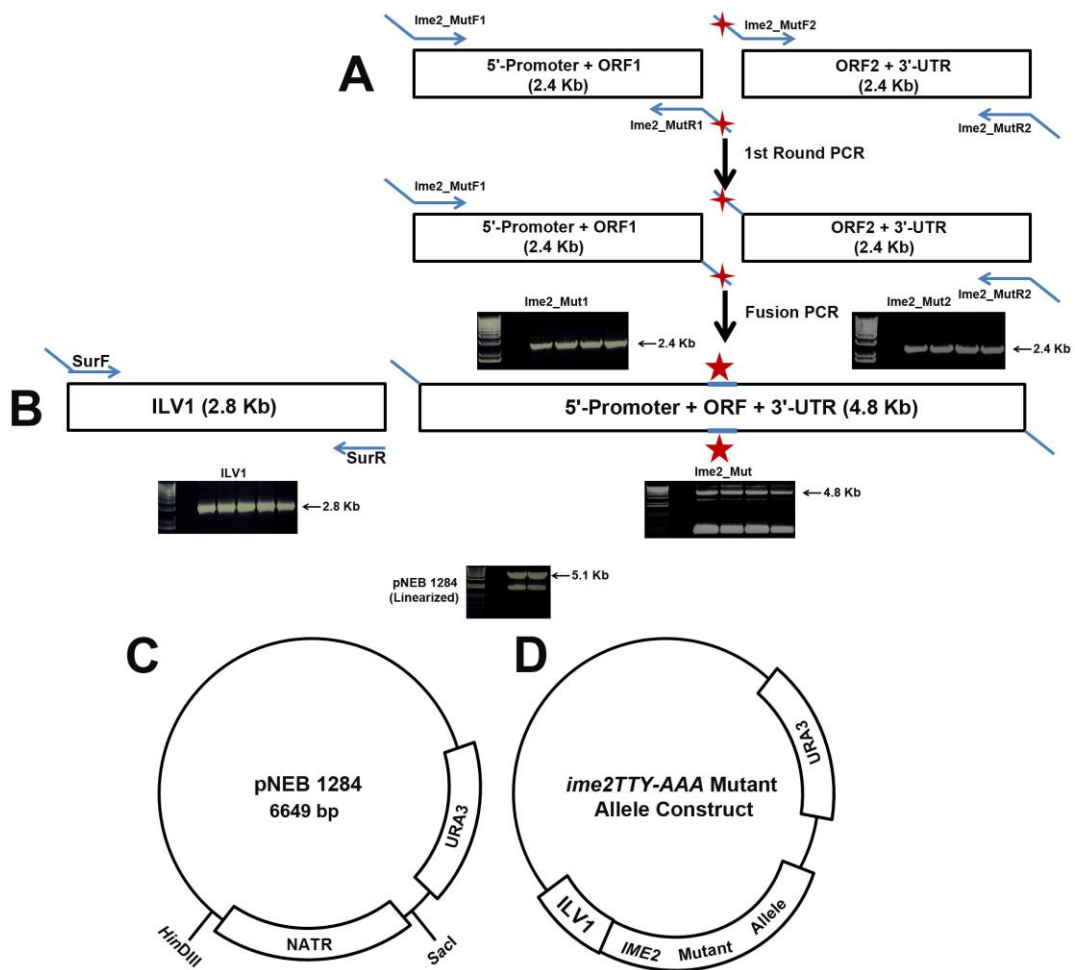 Ime2_MutF1
Ime2_MutF2
A
5'-Promoter + ORF1
(2.4 Kb)
ORF2 + 3'-UTR
(2.4 Kb)
Ime2_MutR1
Ime2_MutR2
1st Round PCR
Ime2_MutF1
5'-Promoter + ORF1
(2.4 Kb)
ORF2 + 3'-UTR
(2.4 Kb)
Ime2_MutR2
Ime2_Mut1
Fusion PCR
Ime2_Mut2
2.4 Kb
2.4 Kb
SurF
B
ILV1 (2.8 Kb)
5'-Promoter + ORF + 3'-UTR (4.8 Kb)
SurR
ILV1
2.8 Kb
Ime2_Mut
4.8 Kb
pNEB 1284
(Linearized)
5.1 Kb
C
pNEB 1284
6649 bp
URA3
NATR
HinDIII
SacI
D
ime2TTY-AAA Mutant
Allele Construct
URA3
ILV1
IME2 Mutant Allele